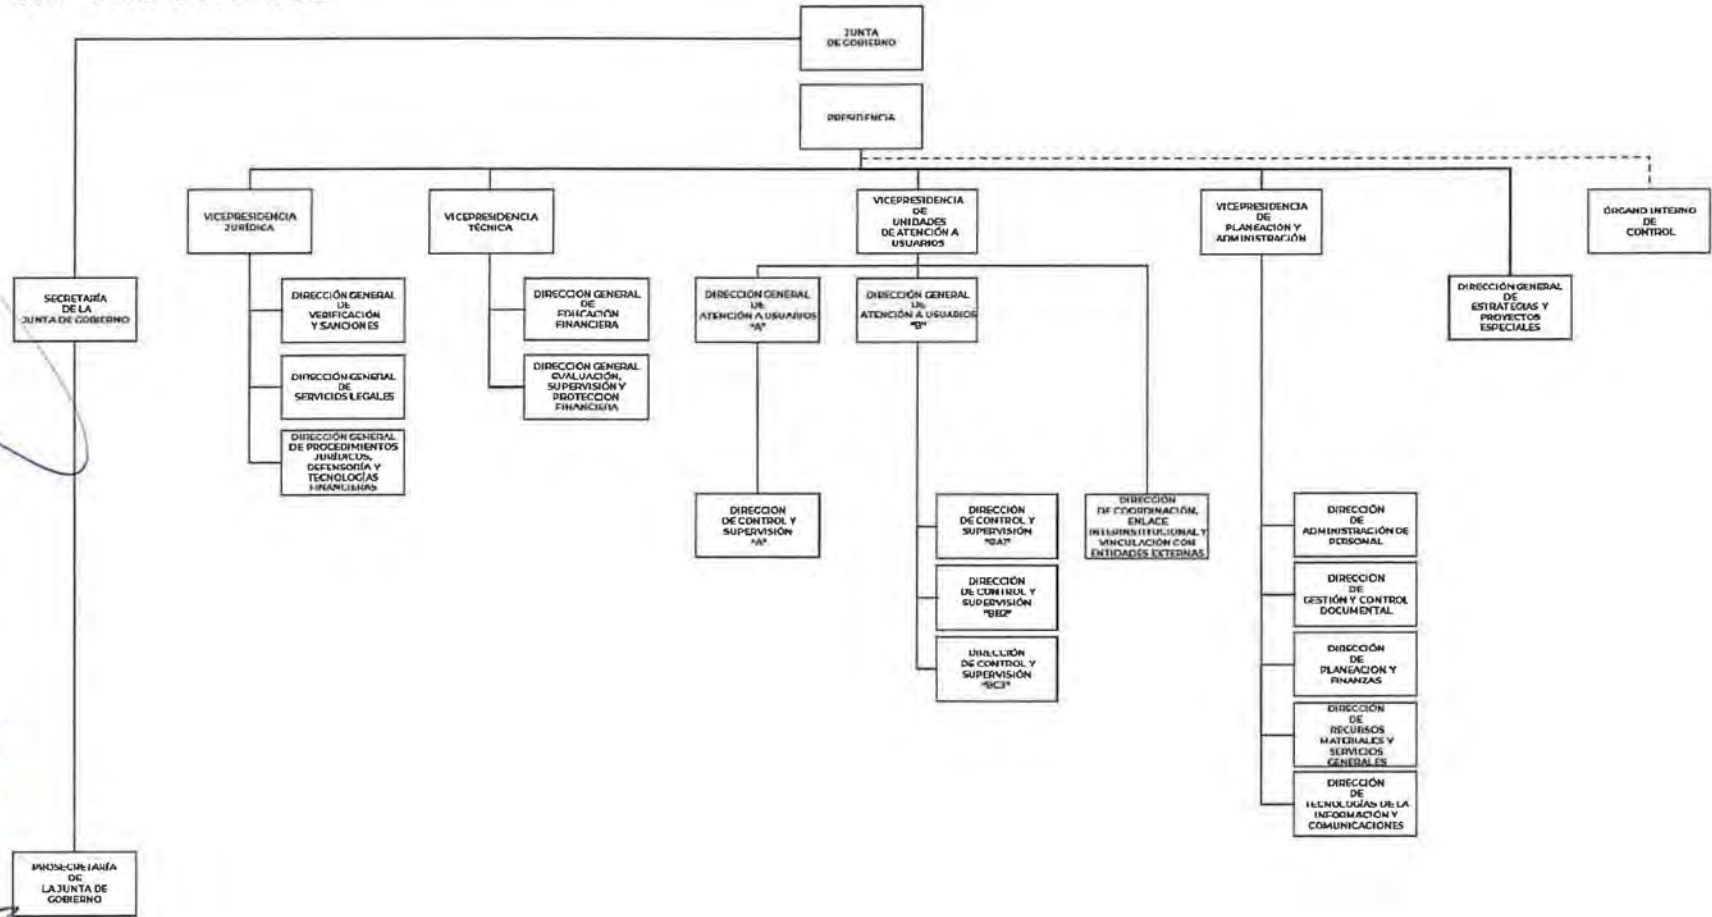 JUNTA
DE GOBIERNO
PRESIDENCIA
VICEPRESIDENCIA
JURÍDICA
VICEPRESIDENCIA
TÉCNICA
VICEPRESIDENCIA
DE
UNIDADES
DE ATENCIÓN A
USUARIOS
VICEPRESIDENCIA
DE
PLANEACIÓN Y
ADMINISTRACIÓN
ÓRGANO INTERNO
DE
CONTROL
SECRETARÍA
DE LA
JUNTA DE GOBIERNO
DIRECCIÓN GENERAL
DE
VERIFICACIÓN
Y SANCIONES
DIRECCIÓN GENERAL
DE
EDUCACIÓN
FINANCIERA
DIRECCIÓN GENERAL
DE
ATENCIÓN A USUARIOS
"A"
DIRECCIÓN GENERAL
DE
ATENCIÓN A USUARIOS
"B"
DIRECCIÓN GENERAL
DE
ESTRATEGIAS Y
PROYECTOS
ESPECIALES
DIRECCIÓN GENERAL
DE
SERVICIOS LEGALES
DIRECCIÓN GENERAL
EVALUACIÓN,
SUPERVISIÓN Y
PROTECCIÓN
FINANCIERA
DIRECCIÓN GENERAL
DE PROCEDIMIENTOS
JURÍDICOS,
DEFENSORÍA Y
TECNOLOGÍAS
FINANCIERAS
DIRECCIÓN
DE CONTROL Y
SUPERVISIÓN
"A"
DIRECCIÓN
DE CONTROL Y
SUPERVISIÓN
DIRECCIÓN
DE COORDINACIÓN,
ENLACE
INTERINSTITUCIONAL Y
VINCULACIÓN CON
ENTIDADES EXTERNAS
DIRECCIÓN
DE
ADMINISTRACIÓN DE
PERSONAL
DIRECCIÓN
DE CONTROL Y
SUPERVISIÓN
"BB2"
DIRECCIÓN
DE
GESTIÓN Y CONTROL
DOCUMENTAL
DIRECCIÓN
DE CONTROL Y
SUPERVISIÓN
"BC3"
DIRECCIÓN
DE
PLANEACIÓN Y
FINANZAS
DIRECCIÓN
DE
RECURSOS
MATERIALES Y
SERVICIOS
GENERALES
DIRECCIÓN
DE
TECNOLOGÍAS DE LA
INFORMACIÓN Y
COMUNICACIONES
PROSECRETARÍA
DE
LA JUNTA DE
GOBIERNO